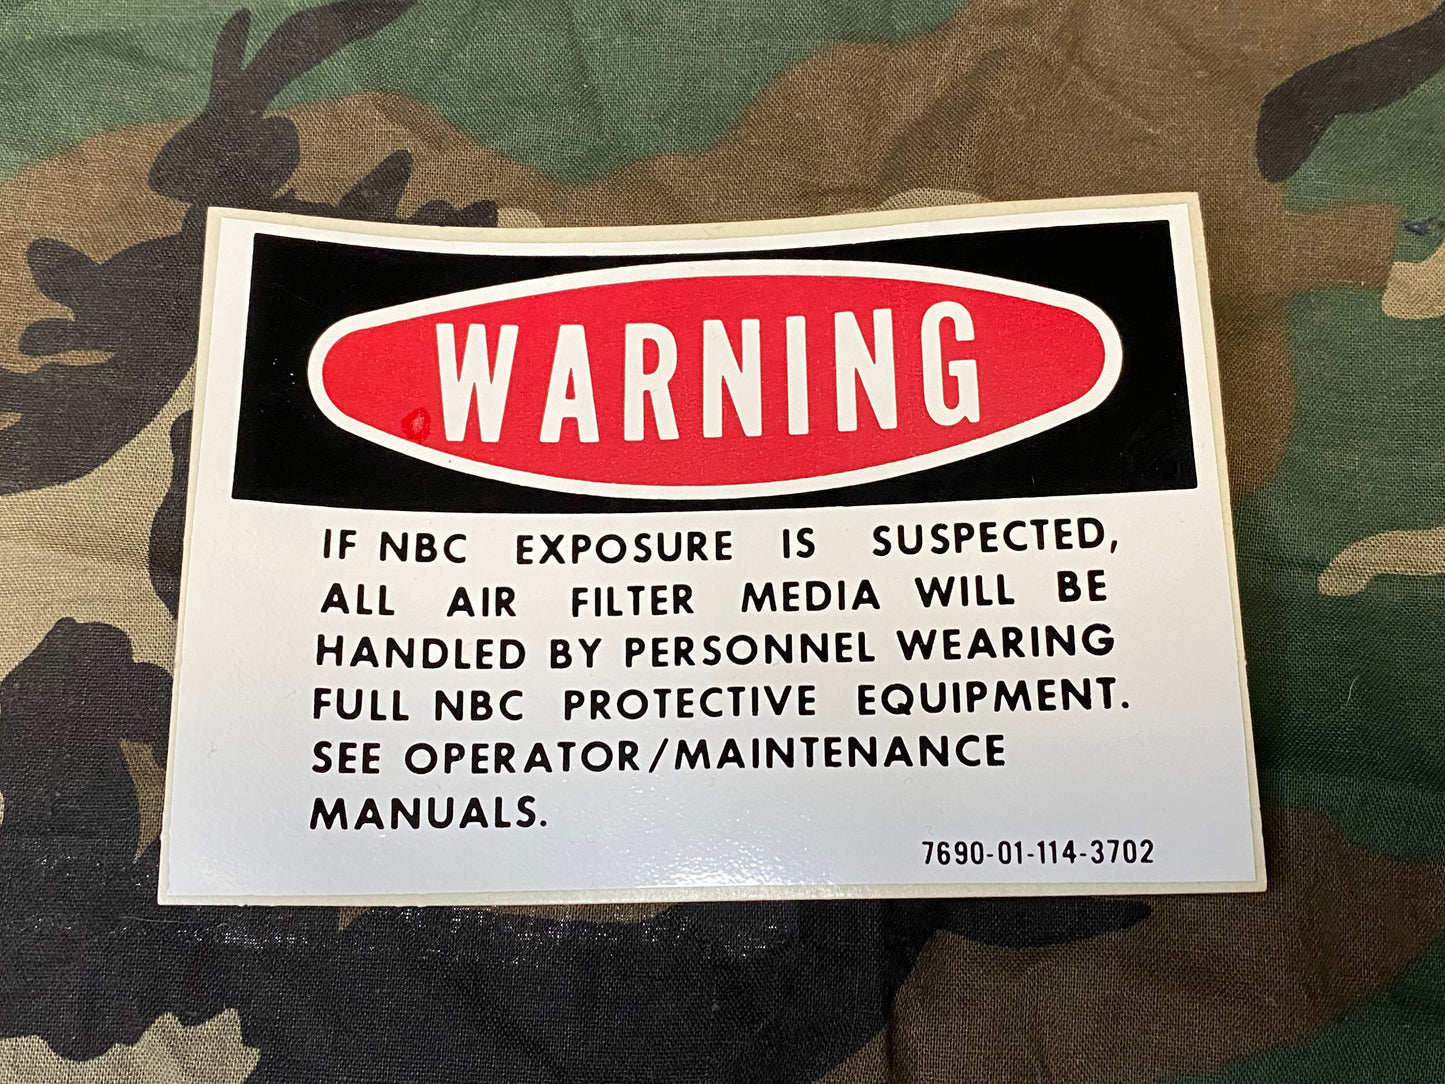 WARNING
IF NBC EXPOSURE IS SUSPECTED,
ALL AIR FILTER MEDIA WILL BE
HANDLED BY PERSONNEL WEARING
FULL NBC PROTECTIVE EQUIPMENT.
SEE OPERATOR/MAINTENANCE
MANUALS.
7690-01-114-3702